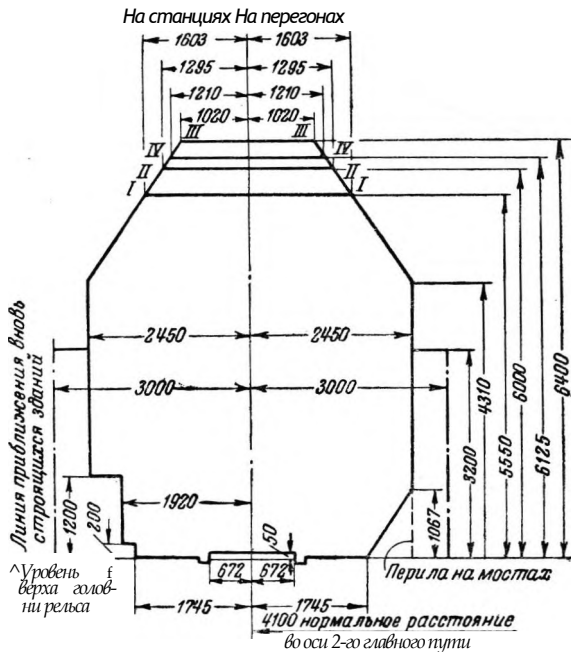 На станциях На перегонах
1603 1603
1295 1295
1210 1210
1020 1020
III III
IV IV
II II
I I
2450 2450
3000 3000
Линия приближения вновь
строящихся зданий
1200
200
1920
50
672 672
1745 1745
1067
3200
4310
5550
6000
6125
6400
^Уровень f
верха голов-
ни рельса
Перила на мостах
4100 нормальное расстояние
во оси 2-го главного пути